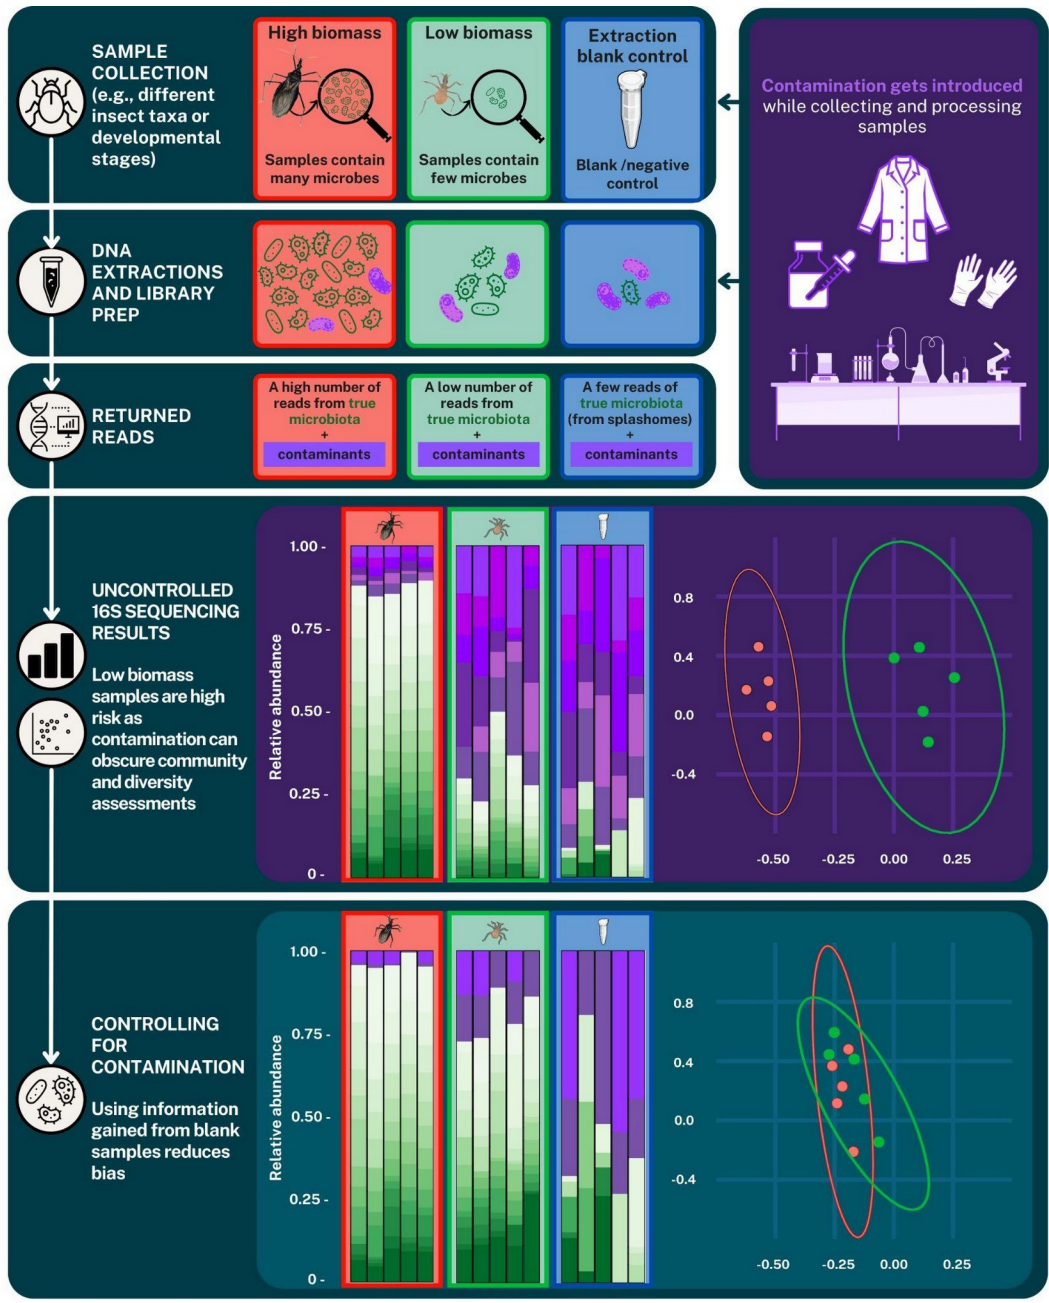 SAMPLE
COLLECTION
(e.g., different
insect taxa or
developmental
stages)
High biomass
Samples contain
many microbes
Low biomass
Samples contain
few microbes
Extraction
blank control
Blank /negative
control
Contamination gets introduced
while collecting and processing
samples
DNA
EXTRACTIONS
AND LIBRARY
PREP
RETURNED
READS
A high number of
reads from true
microbiota
+
contaminants
A low number of
reads from
true microbiota
+
contaminants
A few reads of
true microbiota
(from splashomes)
+
contaminants
UNCONTROLLED
16S SEQUENCING
RESULTS
Low biomass
samples are high
risk as
contamination can
obscure community
and diversity
assessments
Relative abundance
1.00 -
0.75 -
0.50 -
0.25 -
0 -
0.8
0.4
0.0
-0.4
-0.50
-0.25
0.00
0.25
CONTROLLING
FOR
CONTAMINATION
Using information
gained from blank
samples reduces
bias
Relative abundance
1.00 -
0.75 -
0.50 -
0.25 -
0 -
0.8
0.4
0.0
-0.4
-0.50
-0.25
0.00
0.25